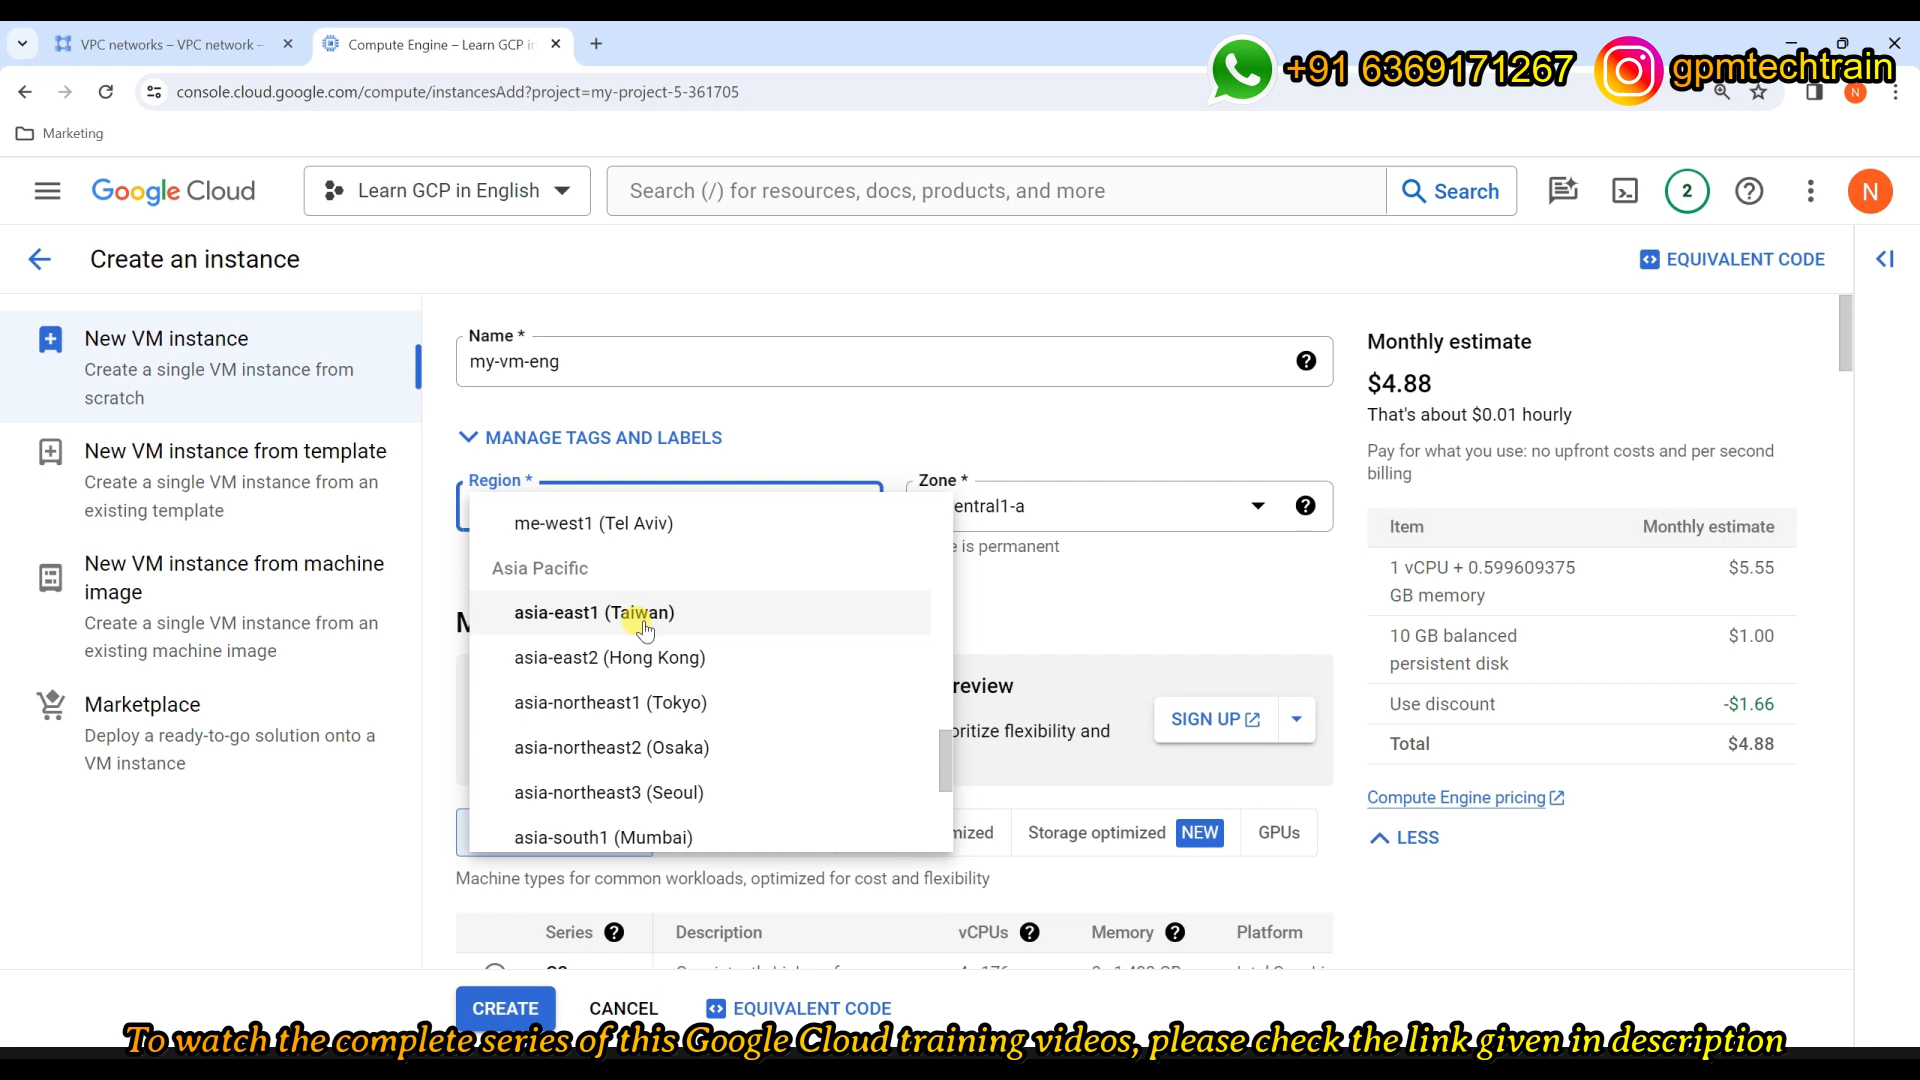 VPC networks – VPC network –
Compute Engine – Learn GCP in
+91 6369171267
gpmtechtrain
console.cloud.google.com/compute/instancesAdd?project=my-project-5-361705
N
Marketing
Google Cloud
Learn GCP in English
Search (/) for resources, docs, products, and more
Search
2
N
Create an instance
EQUIVALENT CODE
New VM instance
Create a single VM instance from
scratch
New VM instance from template
Create a single VM instance from an
existing template
New VM instance from machine
image
Create a single VM instance from an
existing machine image
Marketplace
Deploy a ready-to-go solution onto a
VM instance
Name *
my-vm-eng
MANAGE TAGS AND LABELS
Region *
Zone *
entral1-a
e is permanent
me-west1 (Tel Aviv)
Asia Pacific
asia-east1 (Taiwan)
asia-east2 (Hong Kong)
asia-northeast1 (Tokyo)
asia-northeast2 (Osaka)
asia-northeast3 (Seoul)
asia-south1 (Mumbai)
M
review
oritize flexibility and
SIGN UP
mized
Storage optimized NEW
GPUs
Machine types for common workloads, optimized for cost and flexibility
Series
Description
vCPUs
Memory
Platform
Monthly estimate
$4.88
That's about $0.01 hourly
Pay for what you use: no upfront costs and per second
billing
Item Monthly estimate
1 vCPU + 0.599609375 $5.55
GB memory
10 GB balanced $1.00
persistent disk
Use discount -$1.66
Total $4.88
Compute Engine pricing
LESS
CREATE
CANCEL
EQUIVALENT CODE
To watch the complete series of this Google Cloud training videos, please check the link given in description